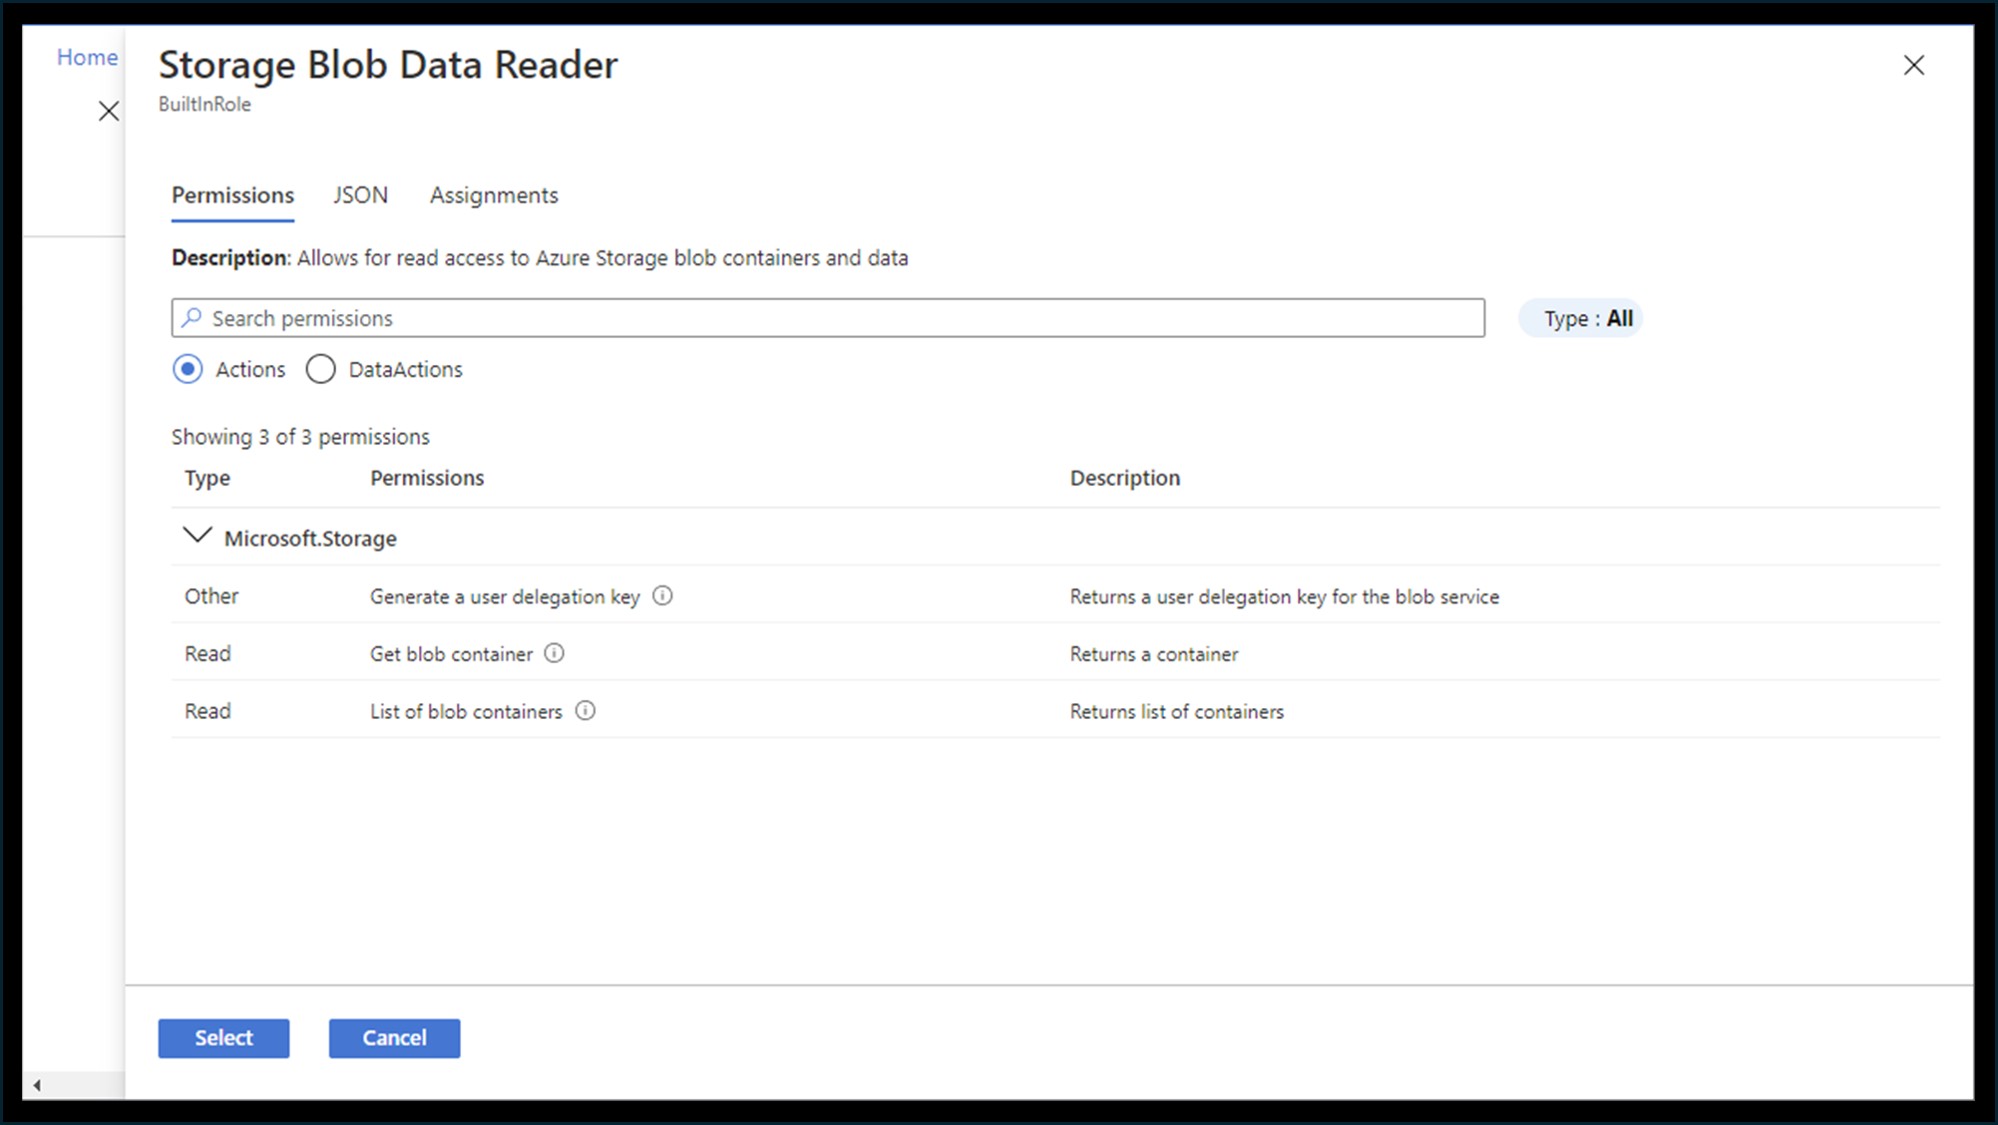 Home
Storage Blob Data Reader
BuiltInRole
Permissions JSON Assignments
Description: Allows for read access to Azure Storage blob containers and data
Search permissions Type : All
Actions DataActions
Showing 3 of 3 permissions
Type Permissions Description
Microsoft.Storage
Other Generate a user delegation key Returns a user delegation key for the blob service
Read Get blob container Returns a container
Read List of blob containers Returns list of containers
Select Cancel